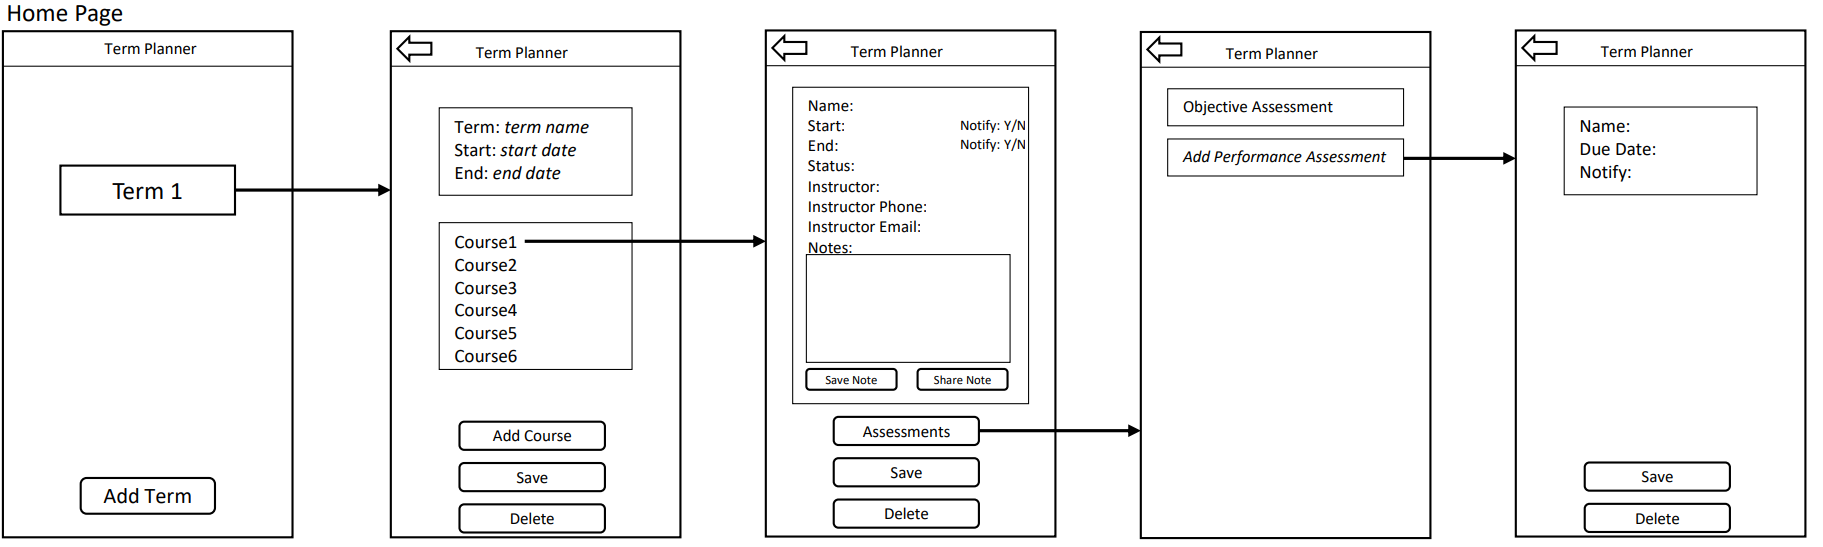 Home Page
Term Planner
Term 1
Add Term
Term Planner
Term: term name
Start: start date
End: end date
Course1
Course2
Course3
Course4
Course5
Course6
Add Course
Save
Delete
Term Planner
Name:
Start: Notify: Y/N
End: Notify: Y/N
Status:
Instructor:
Instructor Phone:
Instructor Email:
Notes:
Save Note Share Note
Assessments
Save
Delete
Term Planner
Objective Assessment
Add Performance Assessment
Term Planner
Name:
Due Date:
Notify:
Save
Delete